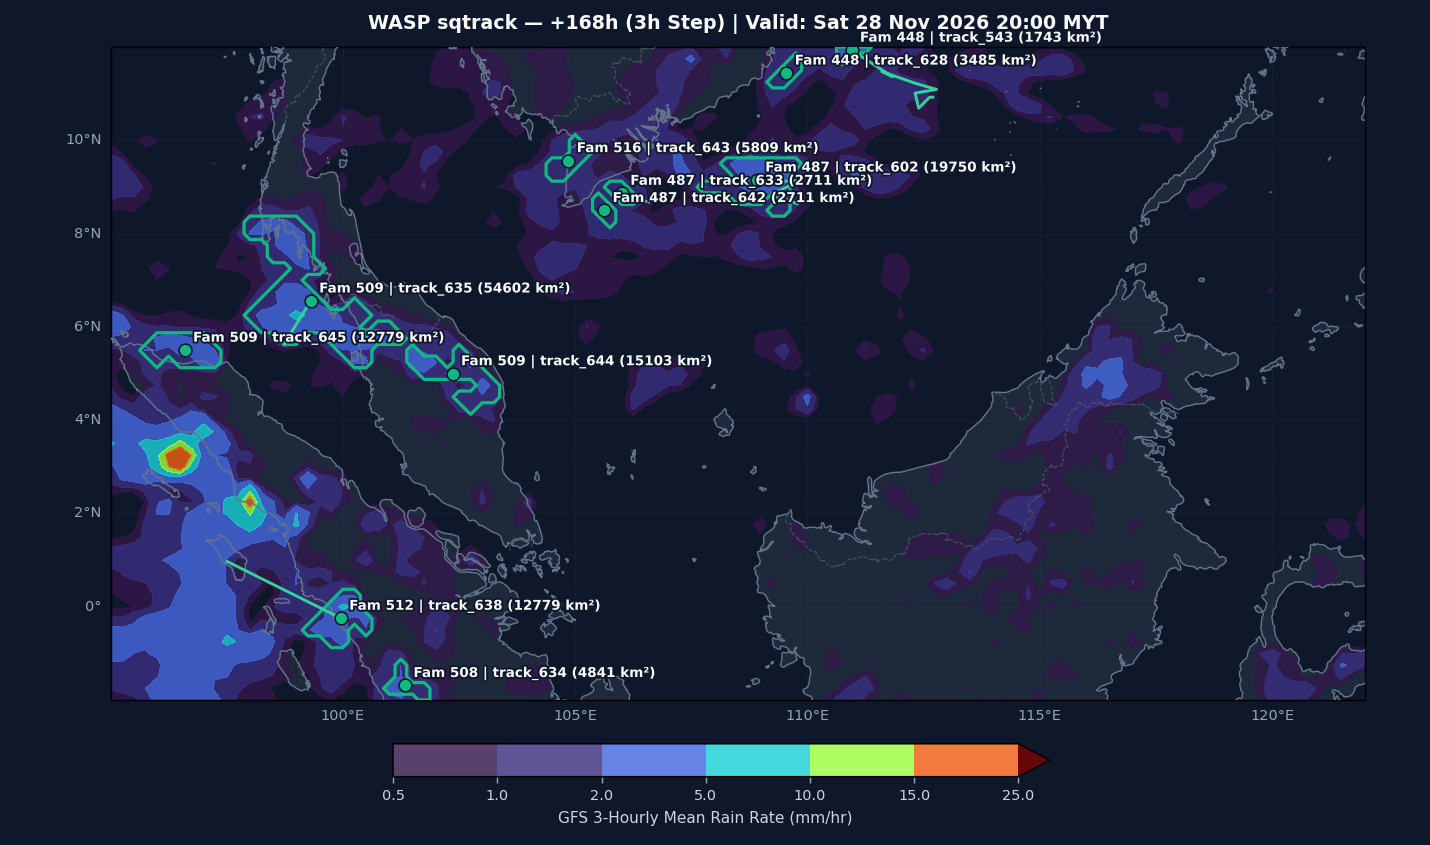 WASP sqtrack — +168h (3h Step) | Valid: Sat 28 Nov 2026 20:00 MYT
Fam 448 | track_543 (1743 km²)
Fam 448 | track_628 (3485 km²)
10°N
Fam 516 | track_643 (5809 km²)
Fam 487 | track_602 (19750 km²)
Fam 487 | track_633 (2711 km²)
Fam 487 | track_642 (2711 km²)
8°N
Fam 509 | track_635 (54602 km²)
6°N
Fam 509 | track_645 (12779 km²)
Fam 509 | track_644 (15103 km²)
4°N
2°N
0°
Fam 512 | track_638 (12779 km²)
Fam 508 | track_634 (4841 km²)
100°E 105°E 110°E 115°E 120°E
0.5 1.0 2.0 5.0 10.0 15.0 25.0
GFS 3-Hourly Mean Rain Rate (mm/hr)